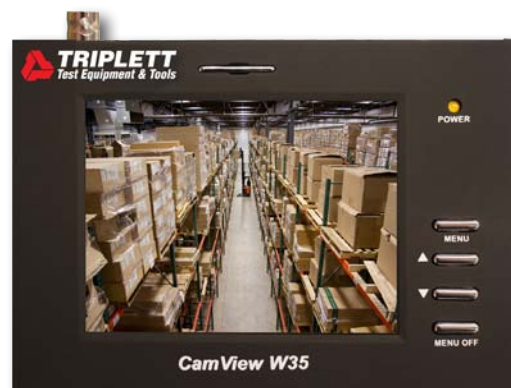 TRIPLETT
Test Equipment & Tools
POWER
MENU
▲
▼
MENU OFF
CamView W35